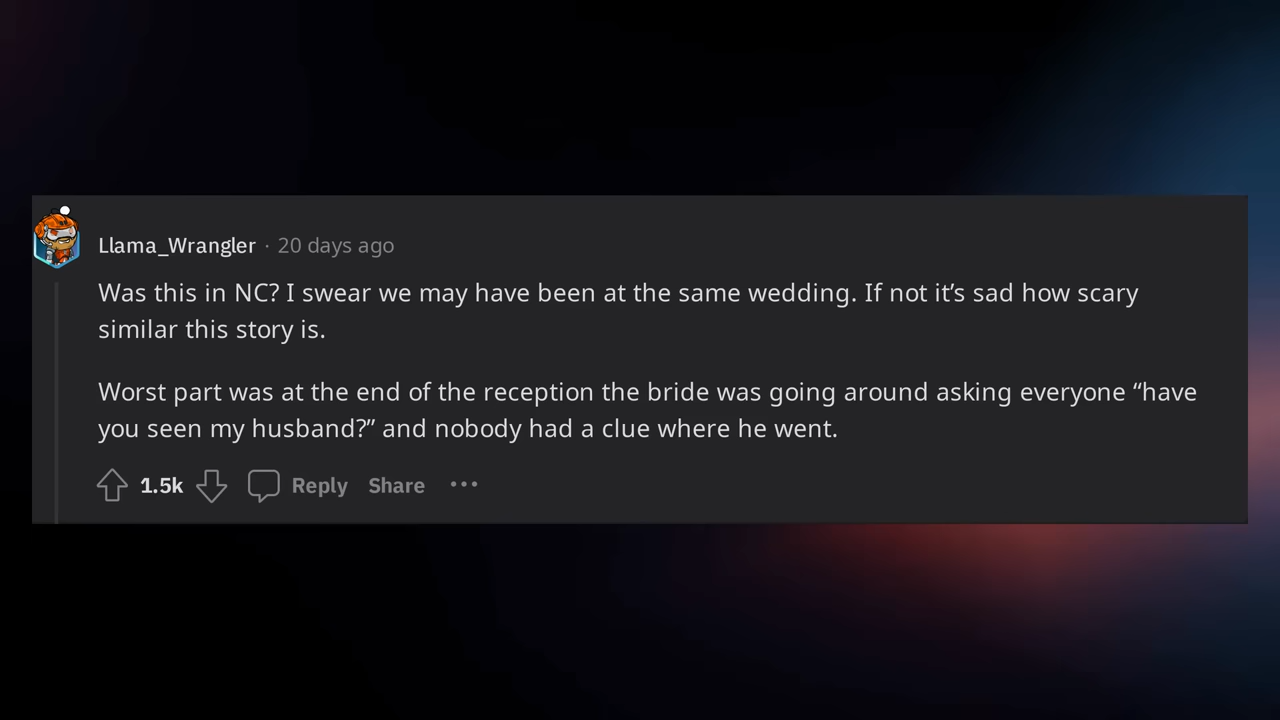 Llama_Wrangler · 20 days ago
Was this in NC? I swear we may have been at the same wedding. If not it’s sad how scary
similar this story is.
Worst part was at the end of the reception the bride was going around asking everyone “have
you seen my husband?” and nobody had a clue where he went.
1.5k Reply Share ···